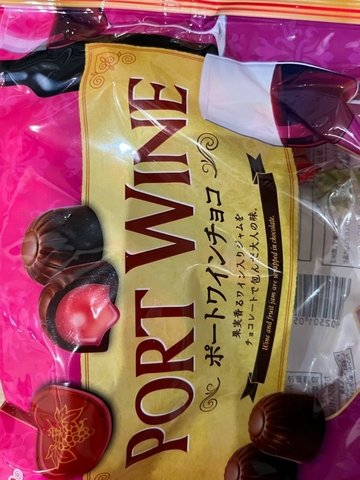 PORT WINE
ポートワインチョコ
果実香るワイン入りジャムを
チョコレートで包んだ大人の味。
Wine and fruit jam are wrapped in chocolate.